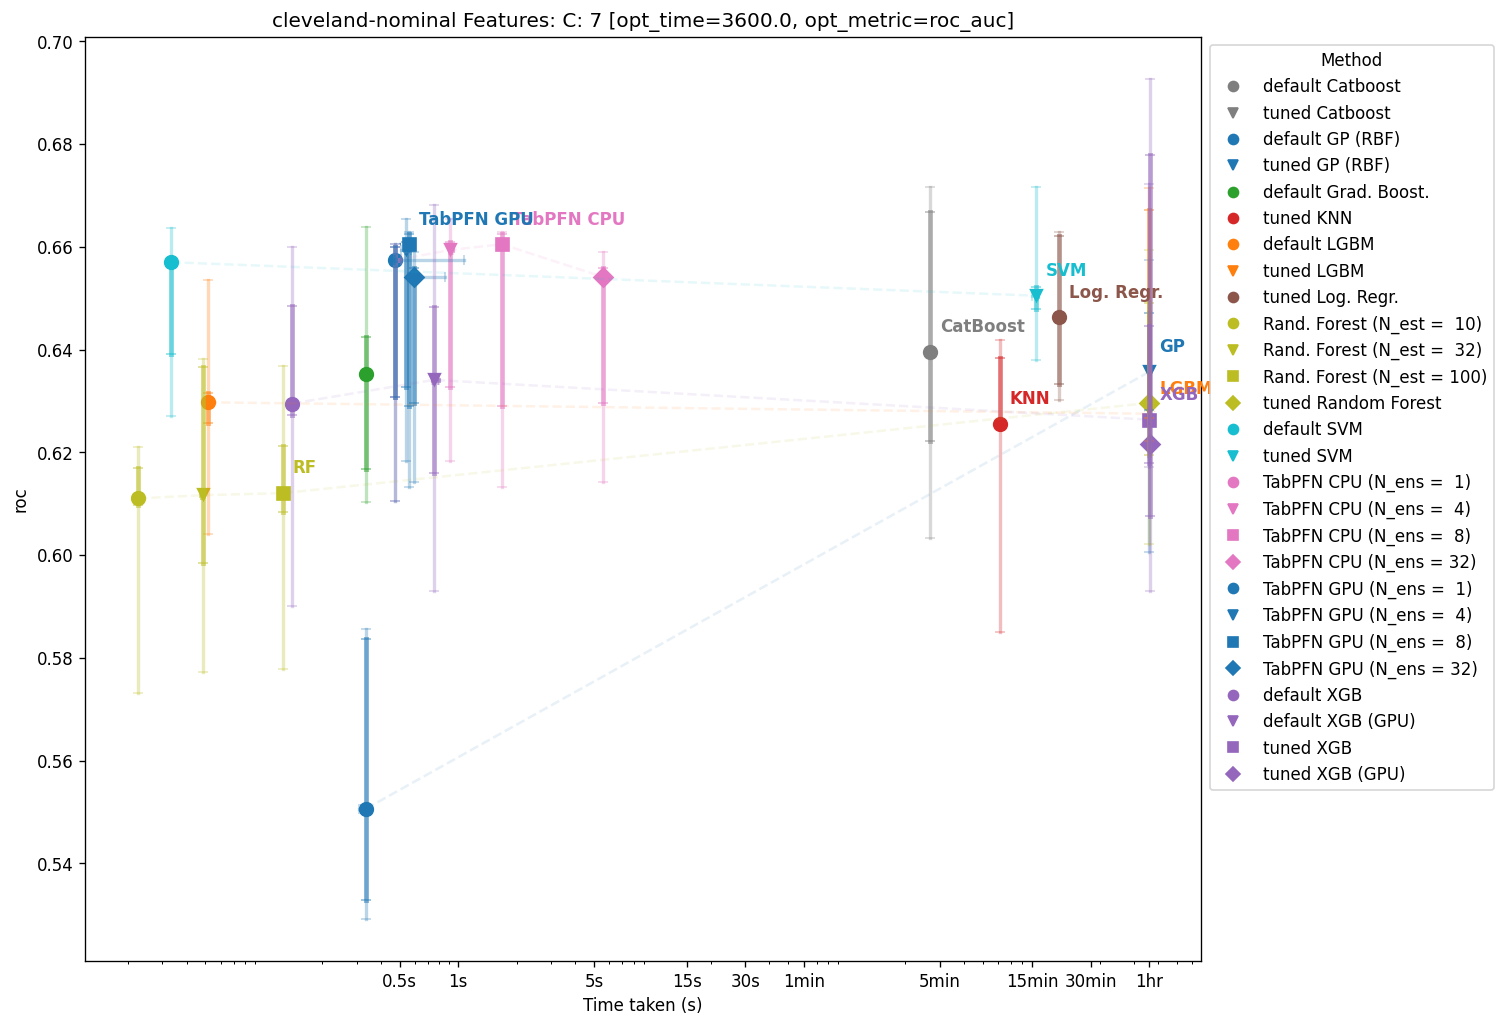 cleveland-nominal Features: C: 7 [opt_time=3600.0, opt_metric=roc_auc]
0.70
0.68
0.66
0.64
0.62
0.60
0.58
0.56
0.54
roc
TabPFN GPU
TabPFN CPU
SVM
Log. Regr.
CatBoost
GP
LGBM
XGB
KNN
RF
0.5s
1s
5s
15s
30s
1min
5min
15min
30min
1hr
Time taken (s)
Method
default Catboost
tuned Catboost
default GP (RBF)
tuned GP (RBF)
default Grad. Boost.
tuned KNN
default LGBM
tuned LGBM
tuned Log. Regr.
Rand. Forest (N_est =  10)
Rand. Forest (N_est =  32)
Rand. Forest (N_est = 100)
tuned Random Forest
default SVM
tuned SVM
TabPFN CPU (N_ens =  1)
TabPFN CPU (N_ens =  4)
TabPFN CPU (N_ens =  8)
TabPFN CPU (N_ens = 32)
TabPFN GPU (N_ens =  1)
TabPFN GPU (N_ens =  4)
TabPFN GPU (N_ens =  8)
TabPFN GPU (N_ens = 32)
default XGB
default XGB (GPU)
tuned XGB
tuned XGB (GPU)